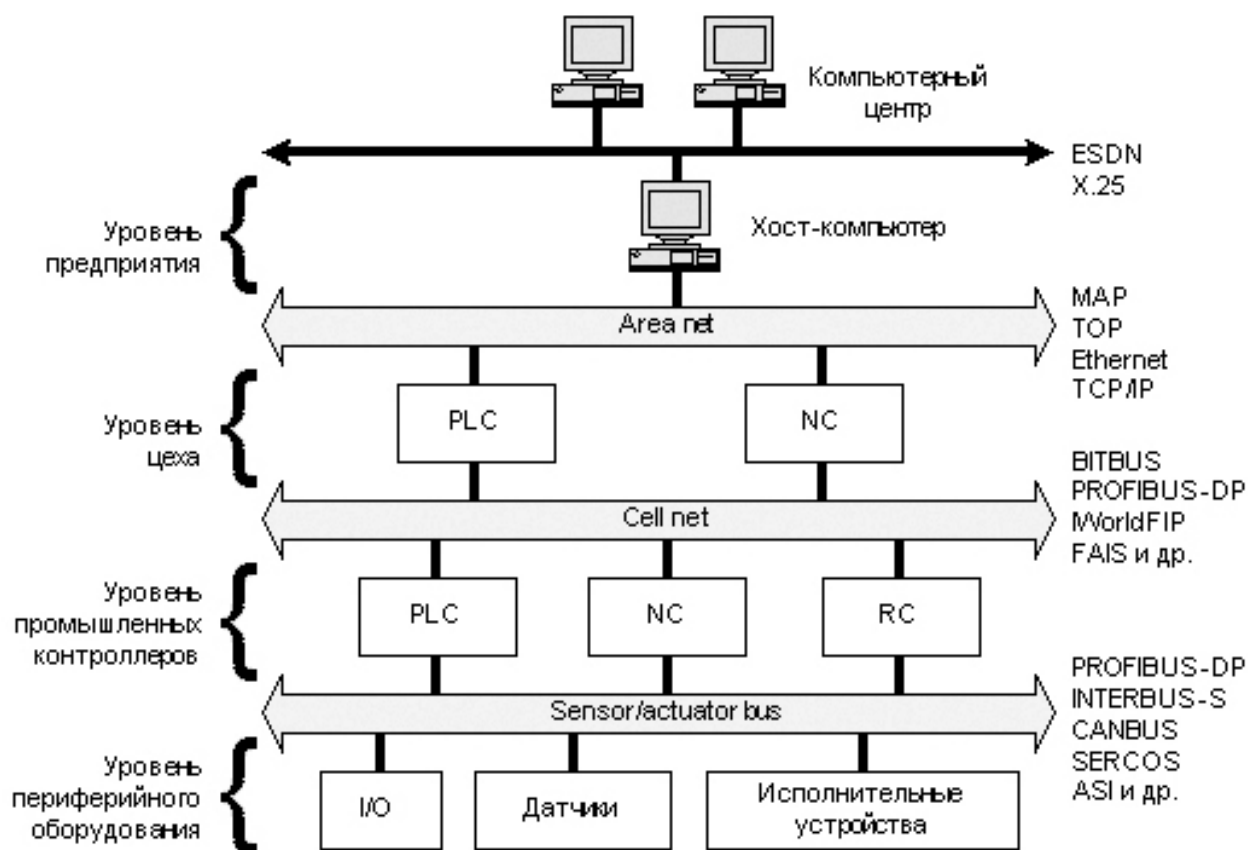 Компьютерный
центр
ESDN
X.25
Уровень
предприятия
Хост-компьютер
MAP
TOP
Ethernet
TCP/IP
Area net
Уровень
цеха
PLC
NC
BITBUS
PROFIBUS-DP
IWorldFIP
FAIS и др.
Cell net
Уровень
промышленных
контроллеров
PLC
NC
RC
PROFIBUS-DP
INTERBUS-S
CANBUS
SERCOS
ASI и др.
Sensor/actuator bus
Уровень
периферийного
оборудования
I/O
Датчики
Исполнительные
устройства